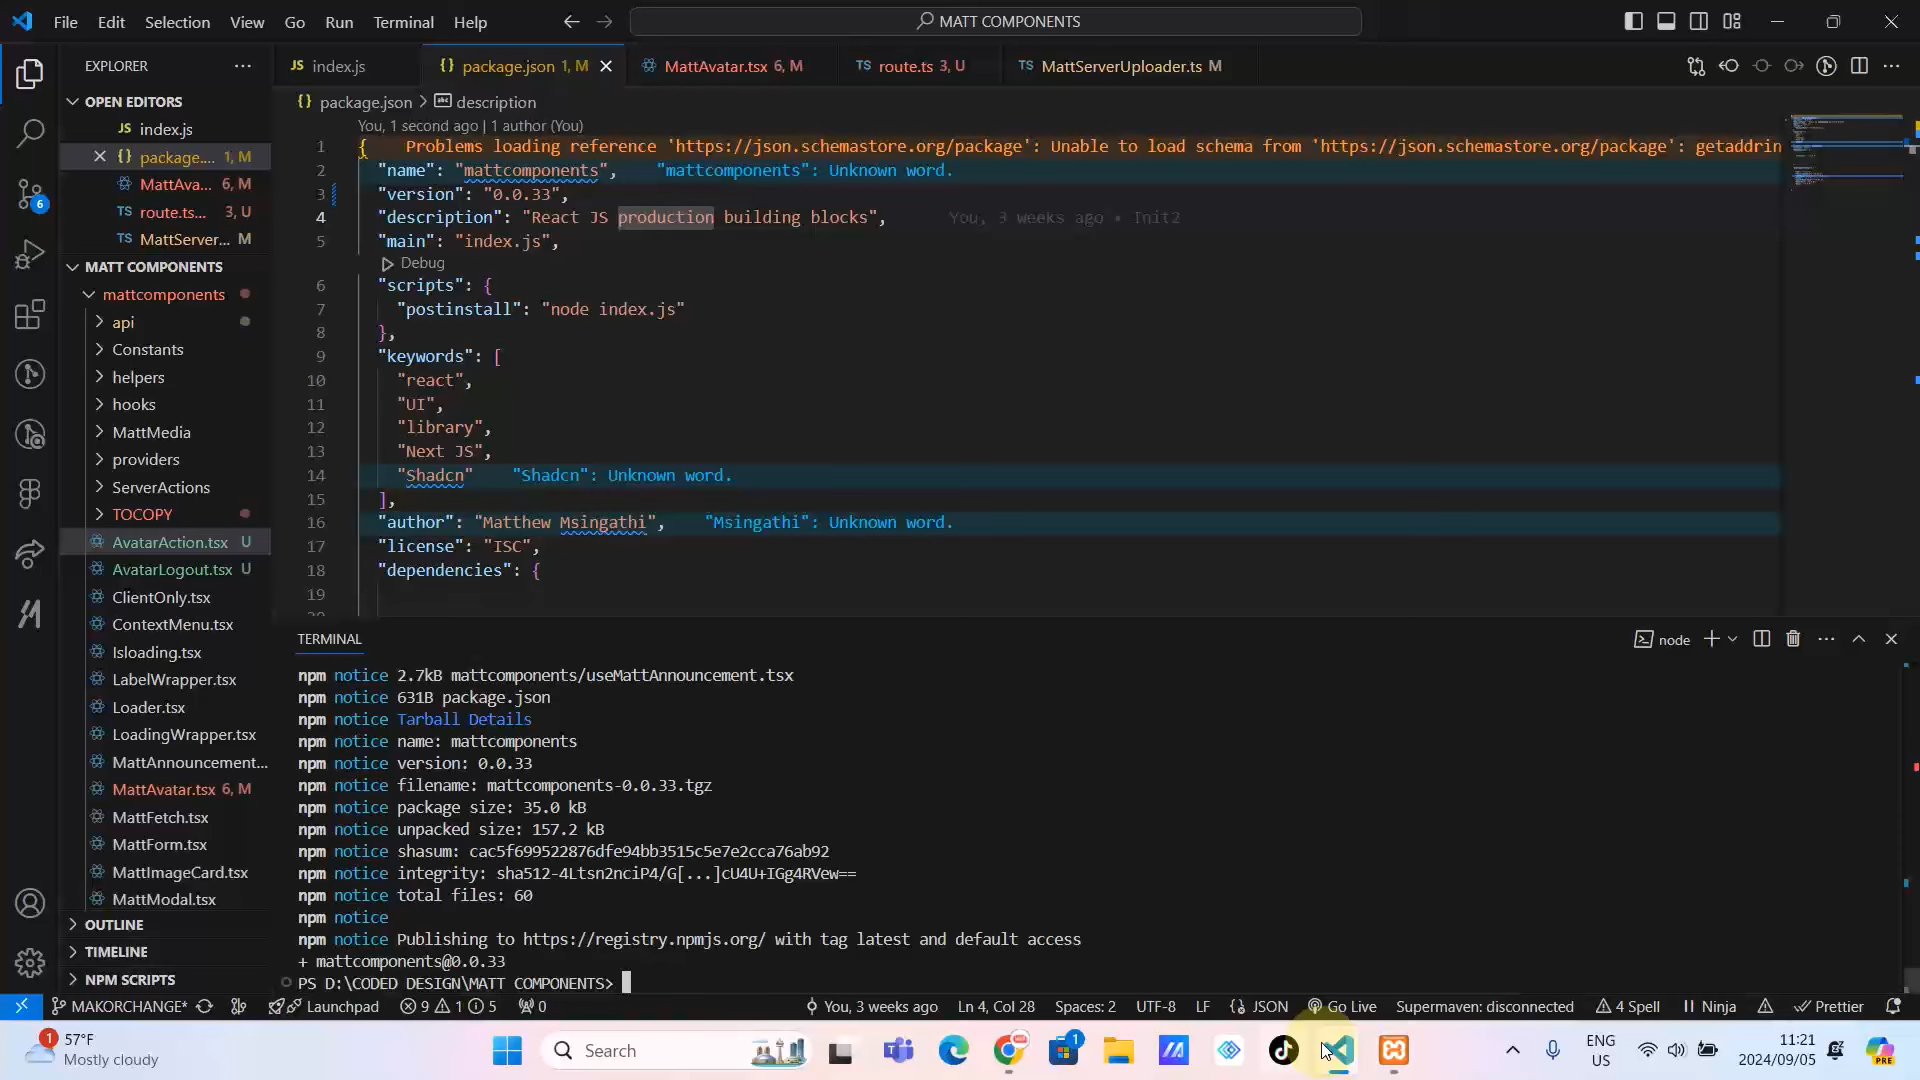 File Edit Selection View Go Run Terminal Help
MATT COMPONENTS
EXPLORER
OPEN EDITORS
JS index.js
{} package.... 1, M
MattAva... 6, M
TS route.ts... 3, U
TS MattServer... M
MATT COMPONENTS
mattcomponents
api
Constants
helpers
hooks
MattMedia
providers
ServerActions
TOCOPY
AvatarAction.tsx U
AvatarLogout.tsx U
ClientOnly.tsx
ContextMenu.tsx
Isloading.tsx
LabelWrapper.tsx
Loader.tsx
LoadingWrapper.tsx
MattAnnouncement...
MattAvatar.tsx 6, M
MattFetch.tsx
MattForm.tsx
MattImageCard.tsx
MattModal.tsx
OUTLINE
TIMELINE
NPM SCRIPTS
JS index.js
{} package.json 1, M
MattAvatar.tsx 6, M
TS route.ts 3, U
TS MattServerUploader.ts M
{} package.json > abc description
You, 1 second ago | 1 author (You)
1 { Problems loading reference 'https://json.schemastore.org/package': Unable to load schema from 'https://json.schemastore.org/package': getaddrin
2 "name": "mattcomponents", "mattcomponents": Unknown word.
3 "version": "0.0.33",
4 "description": "React JS production building blocks", You, 3 weeks ago • Init2
5 "main": "index.js",
Debug
6 "scripts": {
7 "postinstall": "node index.js"
8 },
9 "keywords": [
10 "react",
11 "UI",
12 "library",
13 "Next JS",
14 "Shadcn" "Shadcn": Unknown word.
15 ],
16 "author": "Matthew Msingathi", "Msingathi": Unknown word.
17 "license": "ISC",
18 "dependencies": {
19
TERMINAL
node
npm notice 2.7kB mattcomponents/useMattAnnouncement.tsx
npm notice 631B package.json
npm notice Tarball Details
npm notice name: mattcomponents
npm notice version: 0.0.33
npm notice filename: mattcomponents-0.0.33.tgz
npm notice package size: 35.0 kB
npm notice unpacked size: 157.2 kB
npm notice shasum: cac5f699522876dfe94bb3515c5e7e2cca76ab92
npm notice integrity: sha512-4Ltsn2nciP4/G[...]cU4U+IGg4RVew==
npm notice total files: 60
npm notice
npm notice Publishing to https://registry.npmjs.org/ with tag latest and default access
+ mattcomponents@0.0.33
PS D:\CODED DESIGN\MATT COMPONENTS>
6
MAKORCHANGE* Launchpad 9 1 5 0 You, 3 weeks ago Ln 4, Col 28 Spaces: 2 UTF-8 LF {} JSON Go Live Supermaven: disconnected 4 Spell Ninja Prettier
1 57°F
Mostly cloudy
Search
1
ENG
US
11:21
2024/09/05
PRE